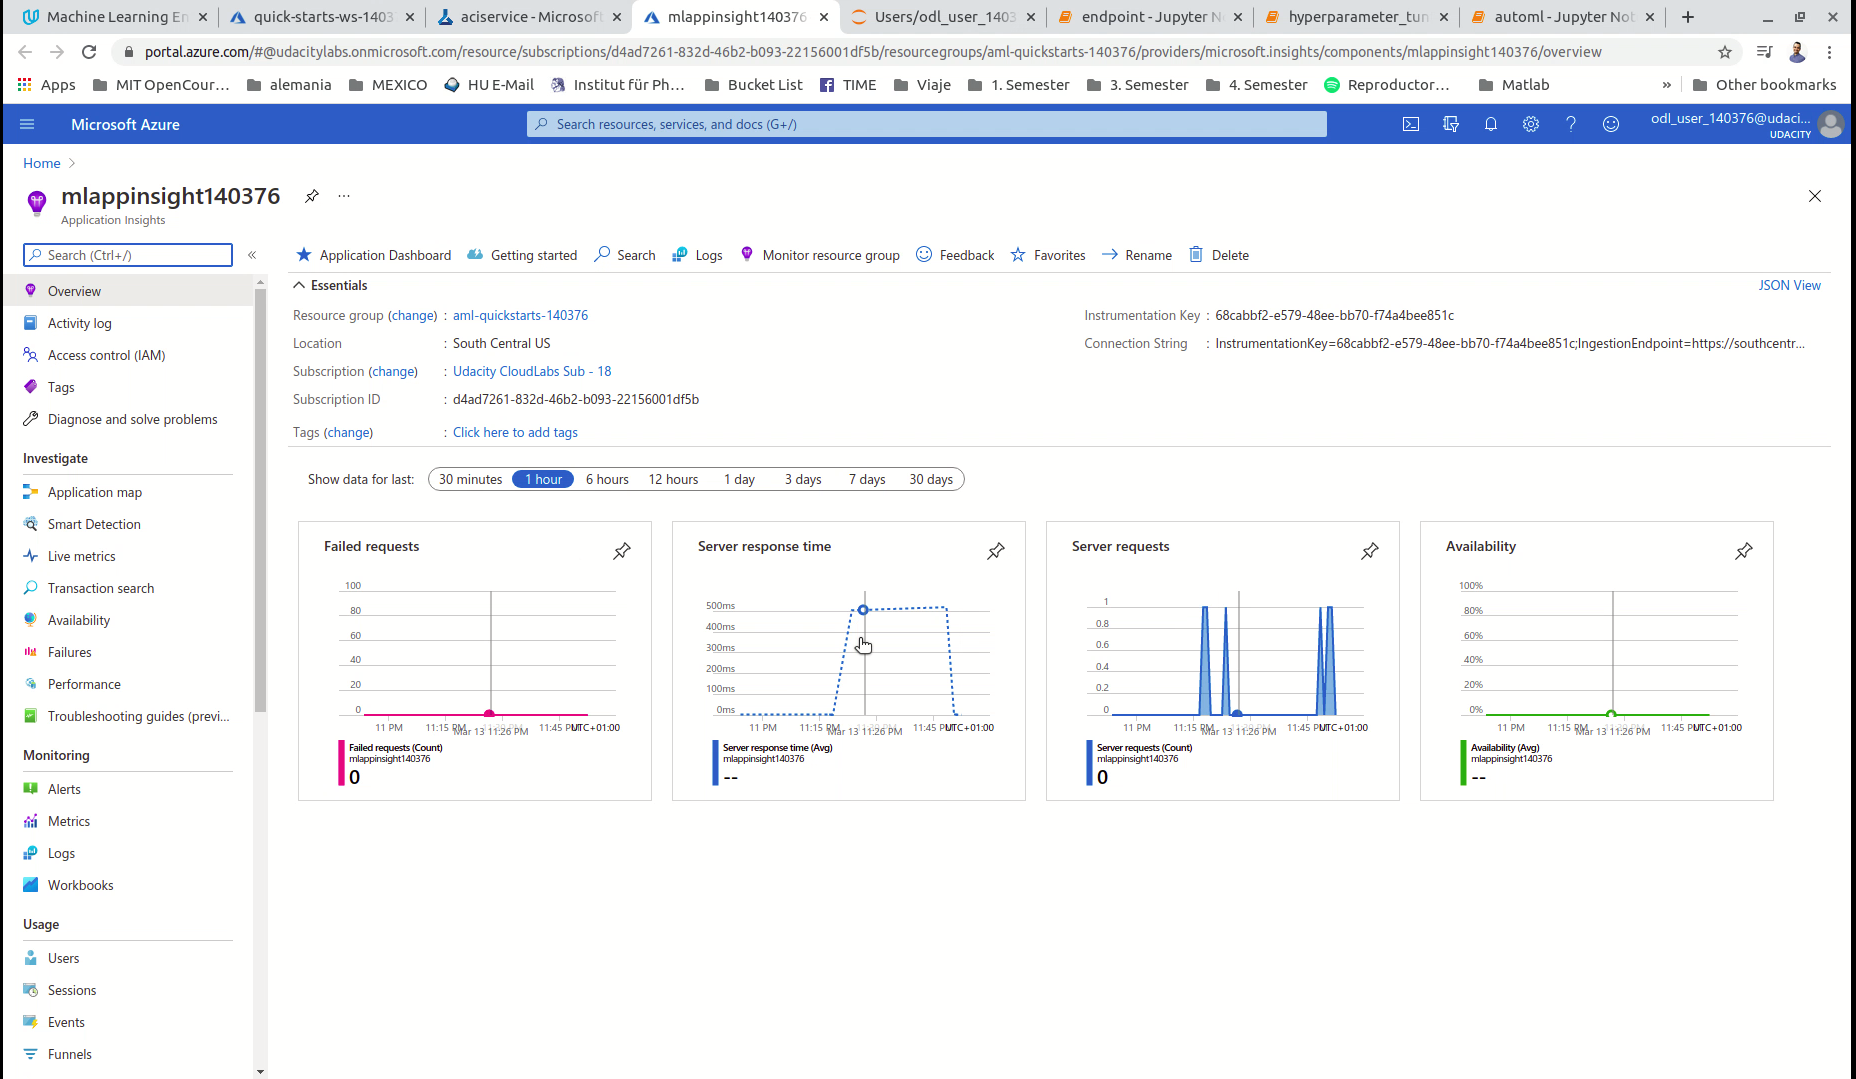 Machine Learning En
quick-starts-ws-1403
aciservice - Microsoft
mlappinsight140376
Users/odl_user_1403
endpoint - Jupyter N
hyperparameter_tun
automl - Jupyter Not
portal.azure.com/#@udacitylabs.onmicrosoft.com/resource/subscriptions/d4ad7261-832d-46b2-b093-22156001df5b/resourcegroups/aml-quickstarts-140376/providers/microsoft.insights/components/mlappinsight140376/overview
Apps
MIT OpenCour...
alemania
MEXICO
HU E-Mail
Institut für Ph...
Bucket List
TIME
Viaje
1. Semester
3. Semester
4. Semester
Reproductor...
Matlab
»
Other bookmarks
Microsoft Azure
Search resources, services, and docs (G+/)
odl_user_140376@udaci...
UDACITY
Home >
mlappinsight140376
Application Insights
Search (Ctrl+/)
«
Application Dashboard
Getting started
Search
Logs
Monitor resource group
Feedback
Favorites
Rename
Delete
Overview
Activity log
Access control (IAM)
Tags
Diagnose and solve problems
Investigate
Application map
Smart Detection
Live metrics
Transaction search
Availability
Failures
Performance
Troubleshooting guides (previ...
Monitoring
Alerts
Metrics
Logs
Workbooks
Usage
Users
Sessions
Events
Funnels
Essentials
JSON View
Resource group (change) : aml-quickstarts-140376
Location : South Central US
Subscription (change) : Udacity CloudLabs Sub - 18
Subscription ID : d4ad7261-832d-46b2-b093-22156001df5b
Tags (change) : Click here to add tags
Instrumentation Key : 68cabbf2-e579-48ee-bb70-f74a4bee851c
Connection String : InstrumentationKey=68cabbf2-e579-48ee-bb70-f74a4bee851c;IngestionEndpoint=https://southcentr...
Show data for last:
30 minutes
1 hour
6 hours
12 hours
1 day
3 days
7 days
30 days
Failed requests
100
80
60
40
20
0
11 PM
11:15 PM
Mar 13 11:26 PM
11:45 P
UTC+01:00
Failed requests (Count)
mlappinsight140376
0
Server response time
500ms
400ms
300ms
200ms
100ms
0ms
11 PM
11:15 PM
Mar 13 11:26 PM
11:45 P
UTC+01:00
Server response time (Avg)
mlappinsight140376
--
Server requests
1
0.8
0.6
0.4
0.2
0
11 PM
11:15 PM
Mar 13 11:26 PM
11:45 P
UTC+01:00
Server requests (Count)
mlappinsight140376
0
Availability
100%
80%
60%
40%
20%
0%
11 PM
11:15 PM
Mar 13 11:26 PM
11:45 P
UTC+01:00
Availability (Avg)
mlappinsight140376
--